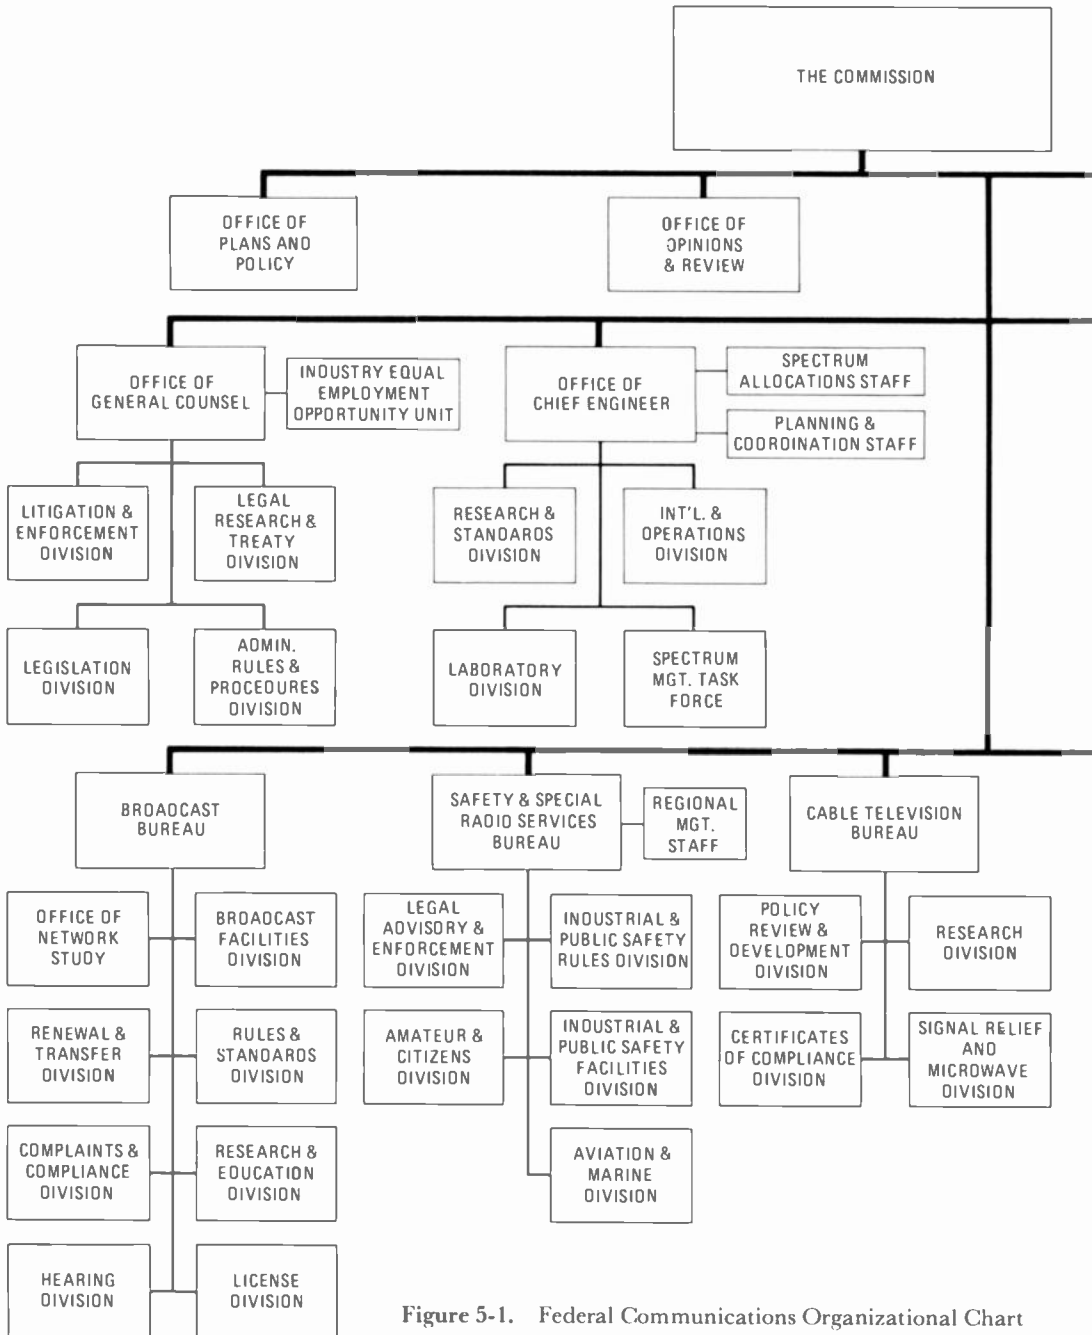 THE COMMISSION
OFFICE OF
PLANS AND
POLICY
OFFICE OF
OPINIONS
& REVIEW
OFFICE OF
GENERAL COUNSEL
INDUSTRY EQUAL
EMPLOYMENT
OPPORTUNITY UNIT
OFFICE OF
CHIEF ENGINEER
SPECTRUM
ALLOCATIONS STAFF
PLANNING &
COORDINATION STAFF
LITIGATION &
ENFORCEMENT
DIVISION
LEGAL
RESEARCH &
TREATY
DIVISION
RESEARCH &
STANDARDS
DIVISION
INT'L. &
OPERATIONS
DIVISION
LEGISLATION
DIVISION
ADMIN.
RULES &
PROCEDURES
DIVISION
LABORATORY
DIVISION
SPECTRUM
MGT. TASK
FORCE
BROADCAST
BUREAU
SAFETY & SPECIAL
RADIO SERVICES
BUREAU
REGIONAL
MGT.
STAFF
CABLE TELEVISION
BUREAU
OFFICE OF
NETWORK
STUDY
BROADCAST
FACILITIES
DIVISION
LEGAL
ADVISORY &
ENFORCEMENT
DIVISION
INDUSTRIAL &
PUBLIC SAFETY
RULES DIVISION
POLICY
REVIEW &
DEVELOPMENT
DIVISION
RESEARCH
DIVISION
RENEWAL &
TRANSFER
DIVISION
RULES &
STANDARDS
DIVISION
AMATEUR &
CITIZENS
DIVISION
INDUSTRIAL &
PUBLIC SAFETY
FACILITIES
DIVISION
CERTIFICATES
OF COMPLIANCE
DIVISION
SIGNAL RELIEF
AND
MICROWAVE
DIVISION
COMPLAINTS &
COMPLIANCE
DIVISION
RESEARCH &
EDUCATION
DIVISION
AVIATION &
MARINE
DIVISION
HEARING
DIVISION
LICENSE
DIVISION
Figure 5-1. Federal Communications Organizational Chart